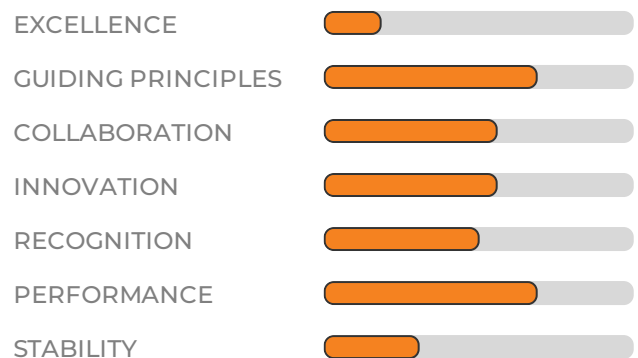 EXCELLENCE
GUIDING PRINCIPLES
COLLABORATION
INNOVATION
RECOGNITION
PERFORMANCE
STABILITY